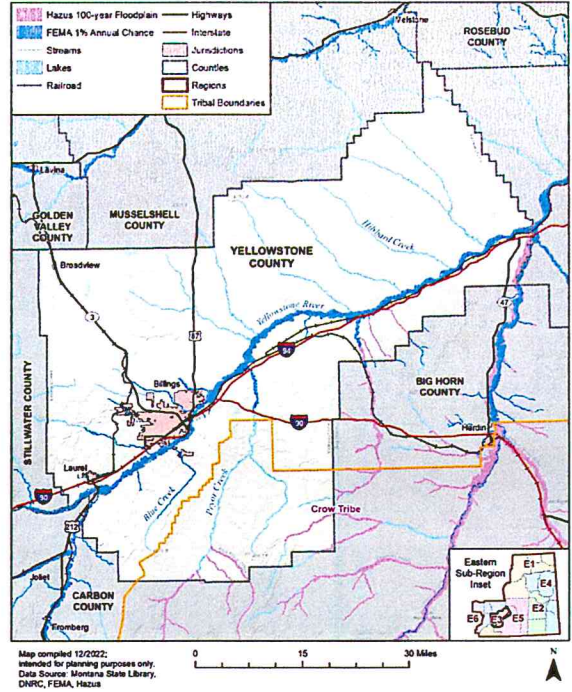 Hazus 100-year Floodplain
FEMA 1% Annual Chance
Streams
Lakes
Railroad
Highways
Interstate
Jurisdictions
Counties
Regions
Tribal Boundaries
Melstone
ROSEBUD
COUNTY
Lavina
GOLDEN
VALLEY
COUNTY
MUSSELSHELL
COUNTY
Hibbard Creek
YELLOWSTONE
COUNTY
Broadview
Yellowstone River
3
87
47
94
BIG HORN
COUNTY
STILLWATER COUNTY
Billings
90
Hardin
Laurel
Blue Creek
Pryor Creek
90
212
Crow Tribe
Joliet
CARBON
COUNTY
Fromberg
Eastern
Sub-Region
Inset
E1
E4
E2
E6
E3
E5
Map compiled 12/2022;
intended for planning purposes only.
Data Source: Montana State Library,
DNRC, FEMA, Hazus
0 15 30 Miles
N